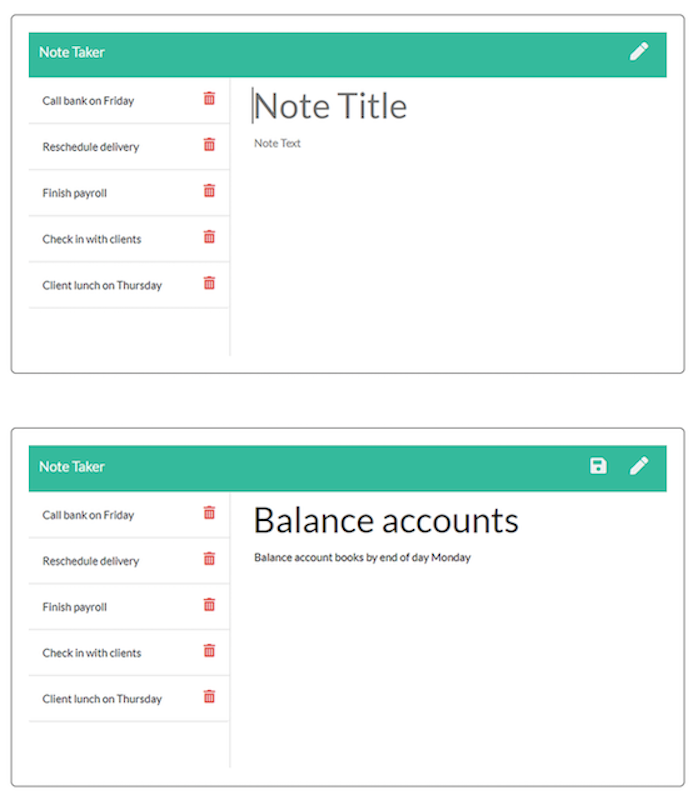 Note Taker
Call bank on Friday
Reschedule delivery
Finish payroll
Check in with clients
Client lunch on Thursday
Note Title
Note Text
Note Taker
Call bank on Friday
Reschedule delivery
Finish payroll
Check in with clients
Client lunch on Thursday
Balance accounts
Balance account books by end of day Monday